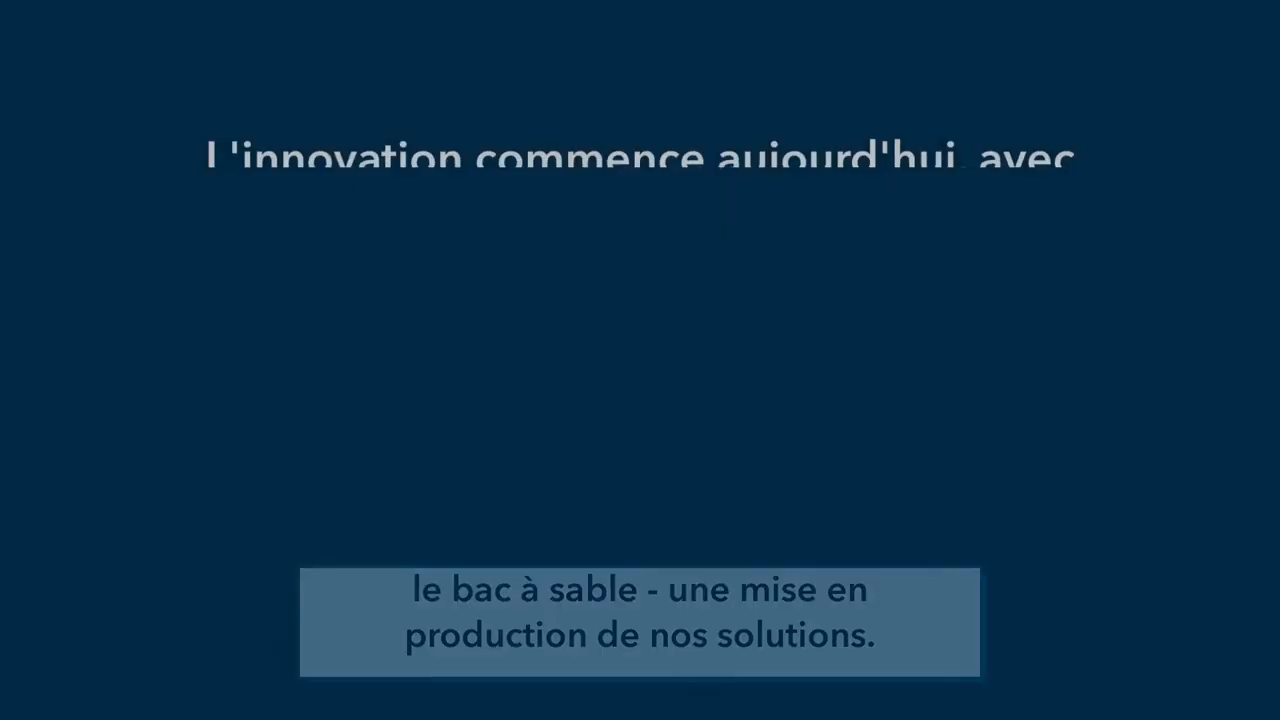 L'innovation commence aujourd'hui avec
le bac à sable - une mise en
production de nos solutions.